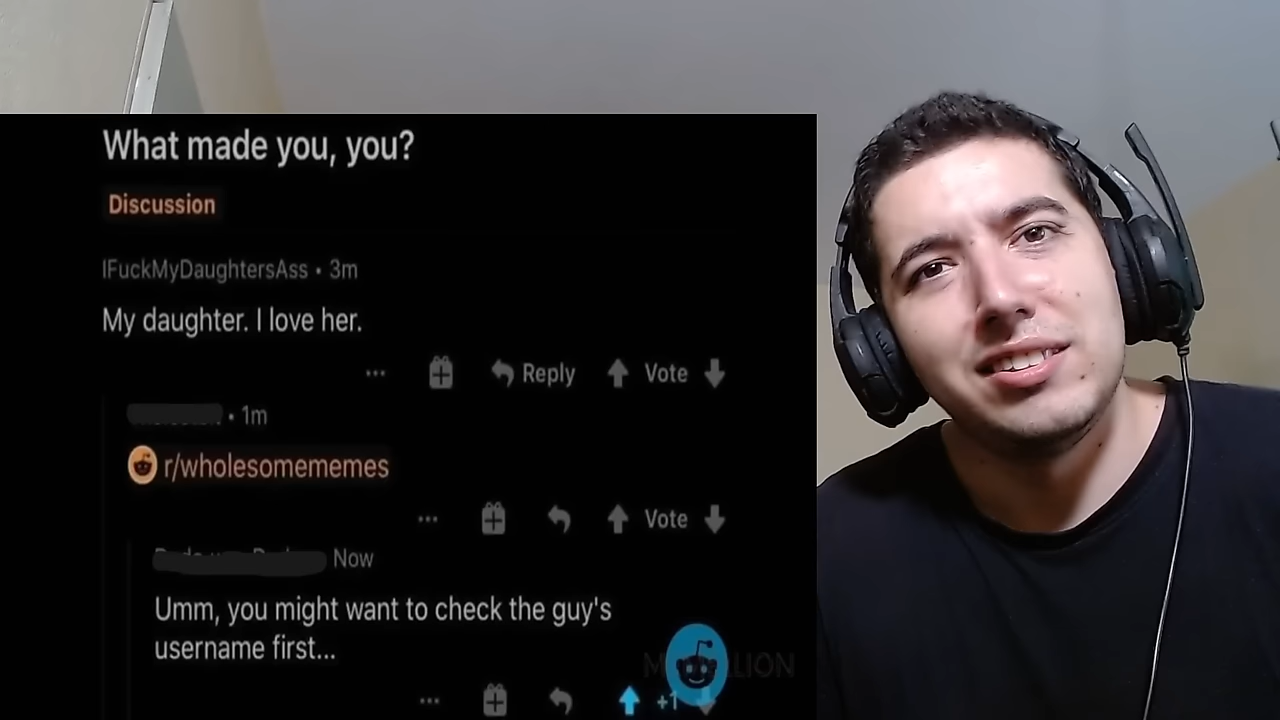 What made you, you?
Discussion
IFuckMyDaughtersAss • 3m
My daughter. I love her.
... Reply Vote
• 1m
r/wholesomememes
... Vote
Now
Umm, you might want to check the guy's
username first...
... +1